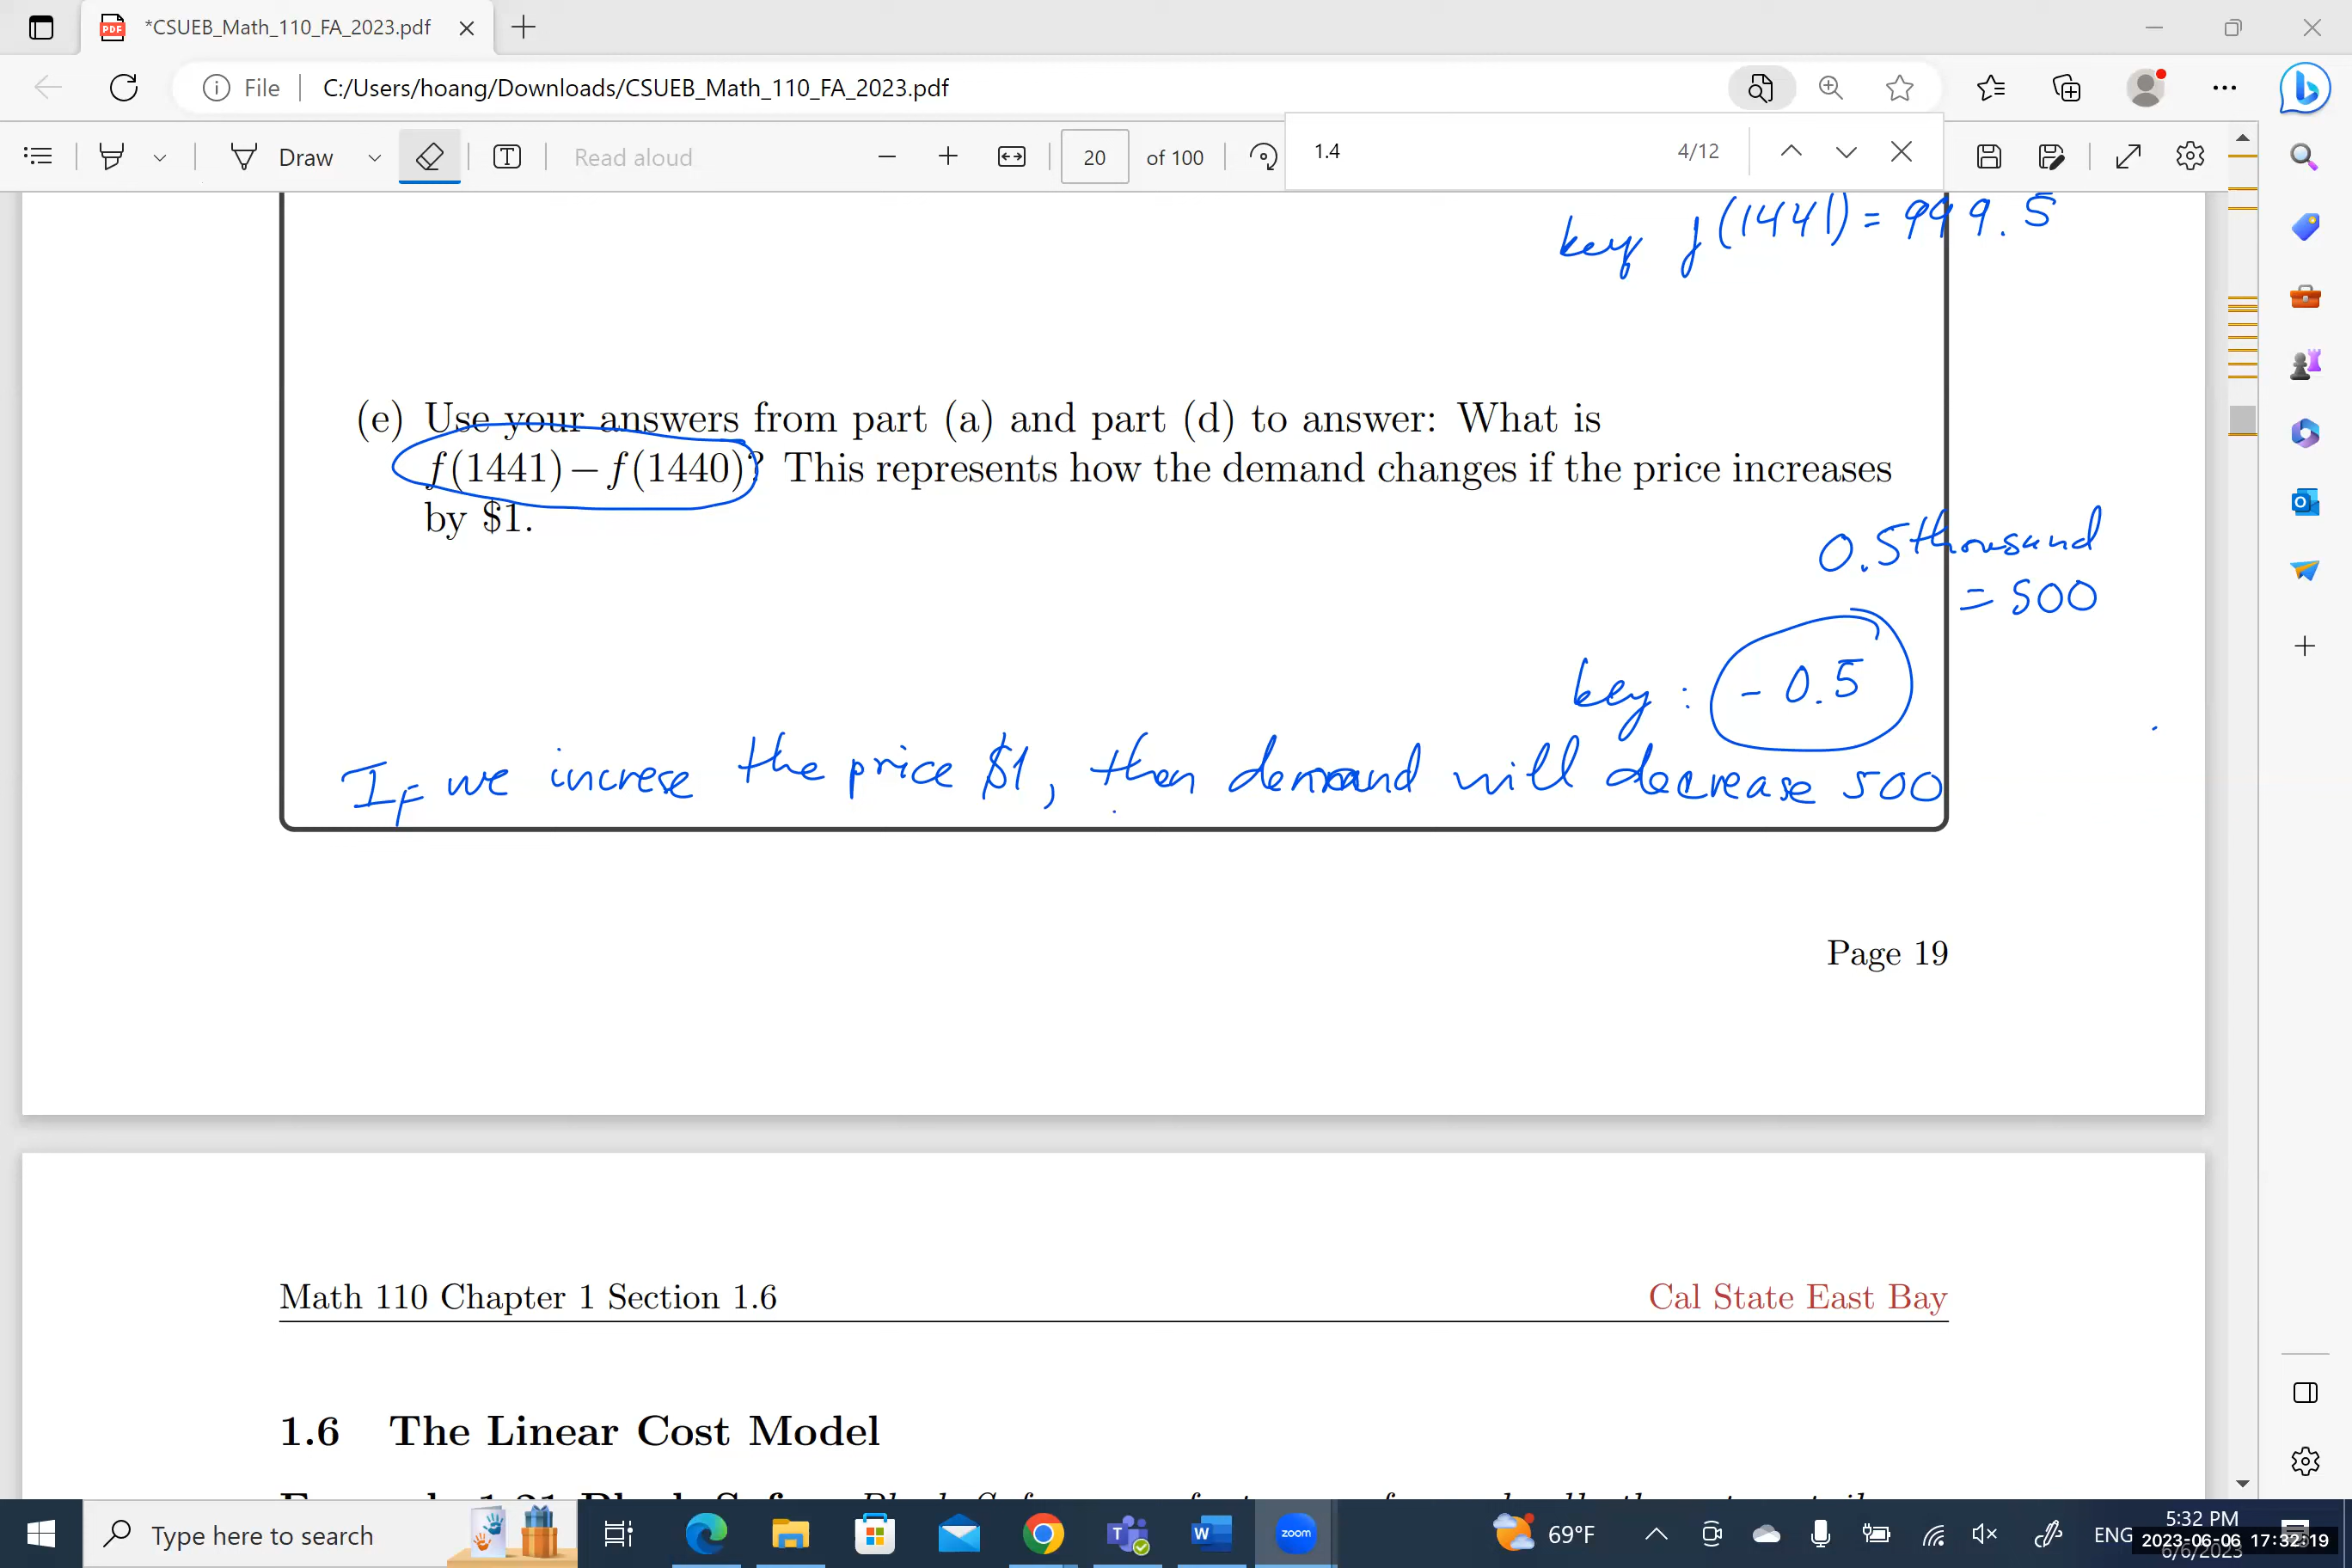 *CSUEB_Math_110_FA_2023.pdf
File
C:/Users/hoang/Downloads/CSUEB_Math_110_FA_2023.pdf
Draw
Read aloud
20
of 100
1.4
4/12
key f(1441) = 999.5
(e) Use your answers from part (a) and part (d) to answer: What is
f(1441) – f(1440)? This represents how the demand changes if the price increases
by $1.
0.5 thousand
= 500
key : - 0.5
IF we increse the price $1, then demand will decrease 500
Page 19
Math 110 Chapter 1 Section 1.6
Cal State East Bay
1.6 The Linear Cost Model
Type here to search
zoom
69°F
ENG
5:32 PM
2023-06-06 17:32:19
6/6/2023